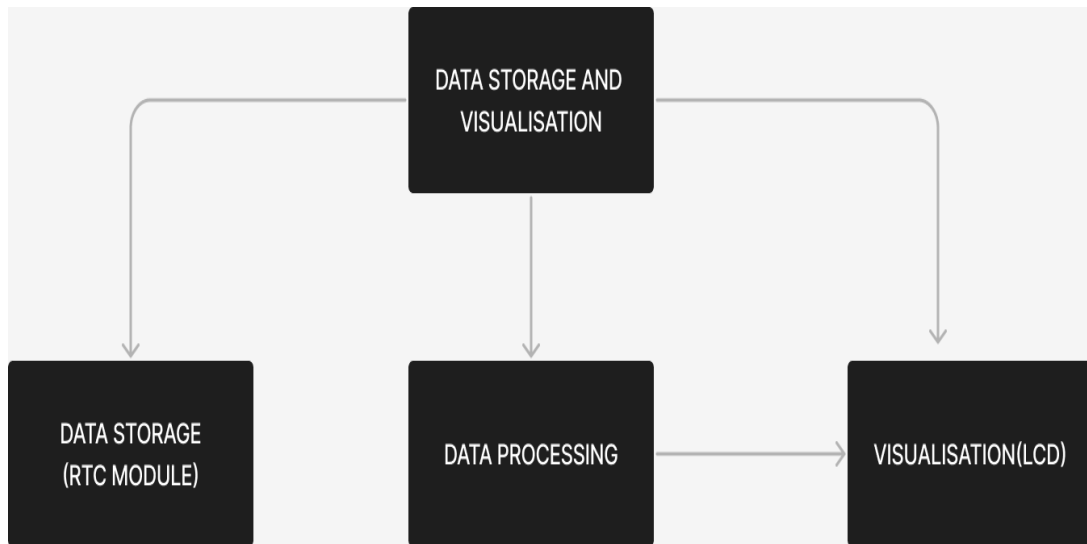 DATA STORAGE AND
VISUALISATION
DATA STORAGE
(RTC MODULE)
DATA PROCESSING
VISUALISATION(LCD)